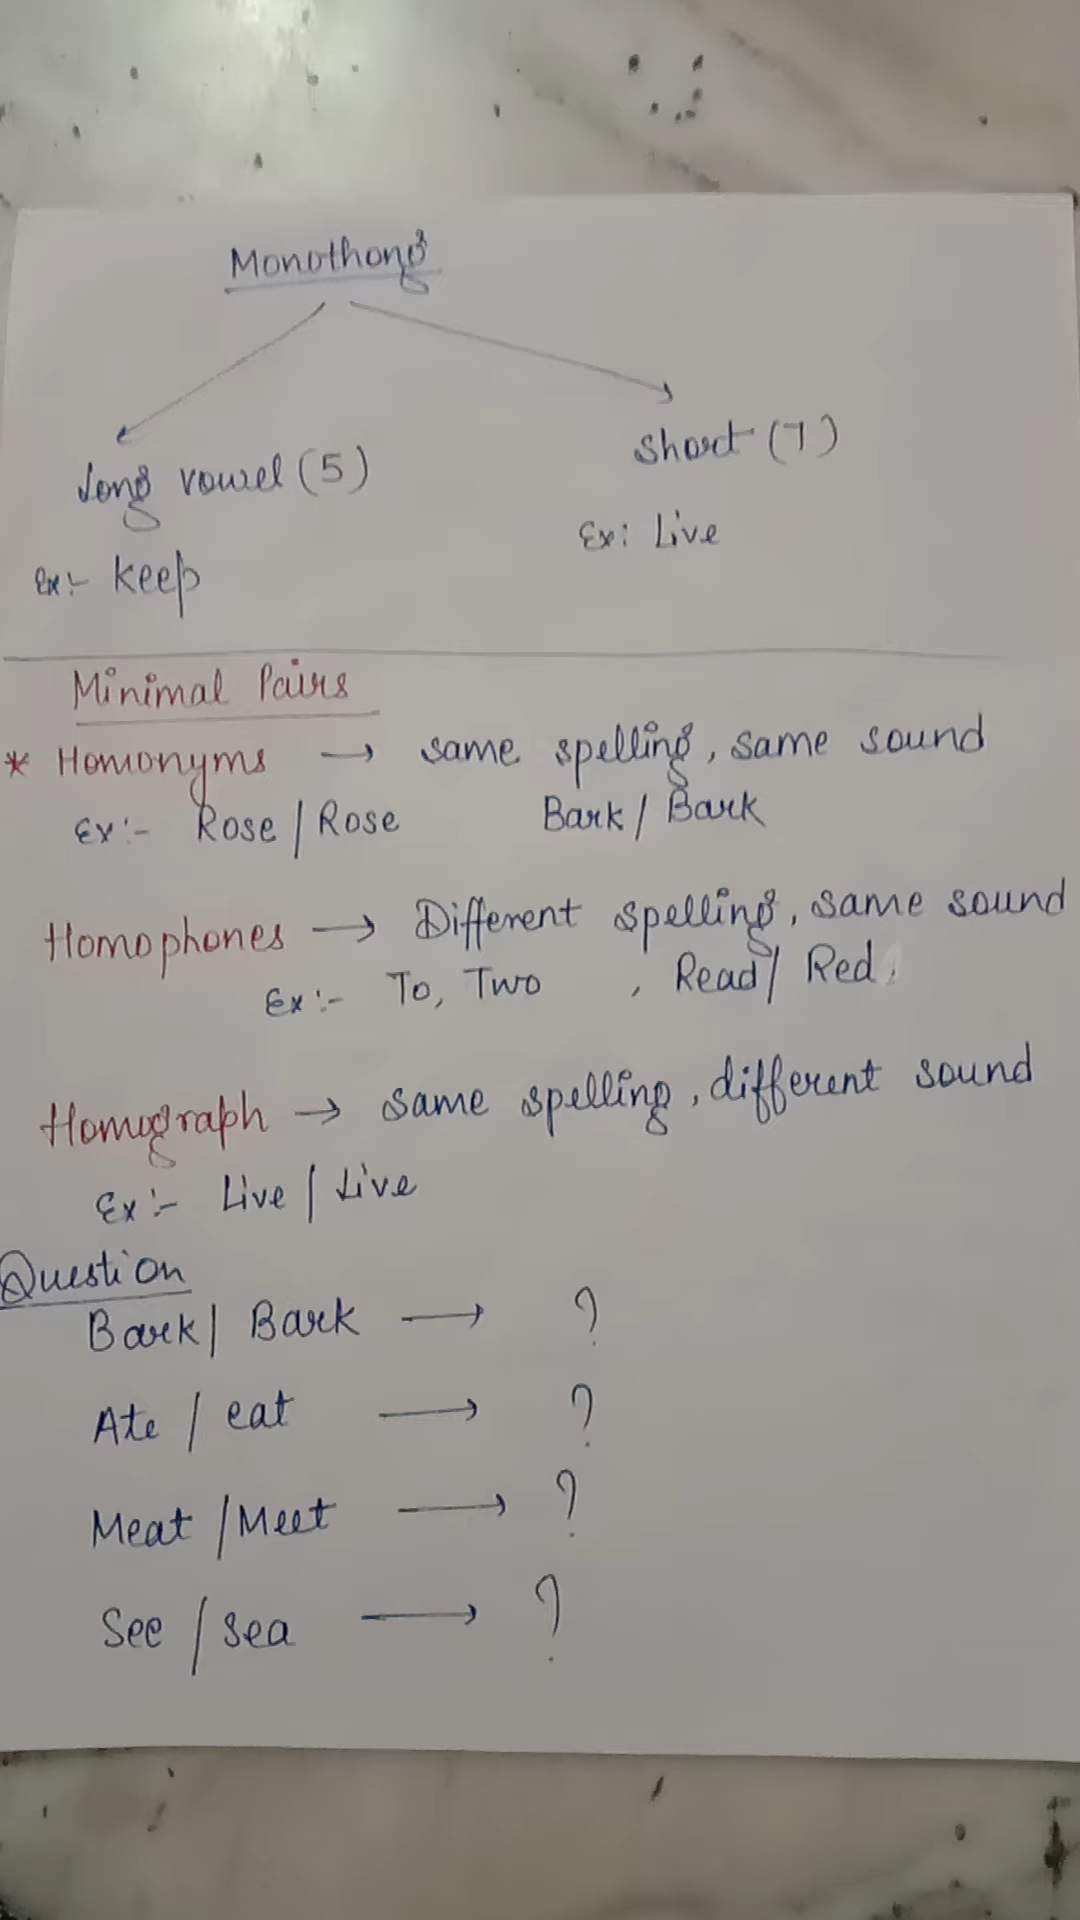 Monothong
long vowel (5)
short (7)
Ex:- keep
Ex: Live
Minimal Pairs
* Homonyms → same spelling, same sound
Ex:- Rose / Rose Bark / Bark
Homophones → Different spelling, same sound
Ex:- To, Two , Read / Red,
Homograph → same spelling, different sound
Ex:- Live / Live
Question
Bark / Bark → ?
Ate / eat → ?
Meat / Meet → ?
See / sea → ?